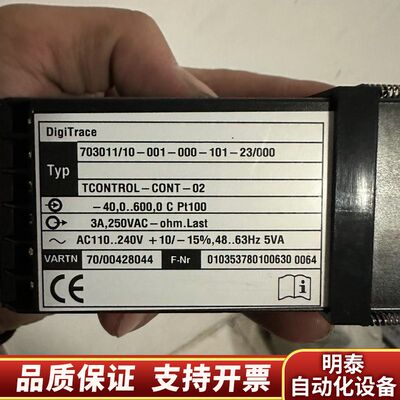 DigiTrace
Typ
703011/10-001-000-101-23/000
TCONTROL-CONT-02
-40,0..600,0 C Pt100
3A,250VAC-ohm.Last
AC110..240V +10/-15%,48..63Hz 5VA
VARTN 70/00428044 F-Nr 010353780100630 0064
CE
i
品质保证 支持开票
明泰
自动化设备